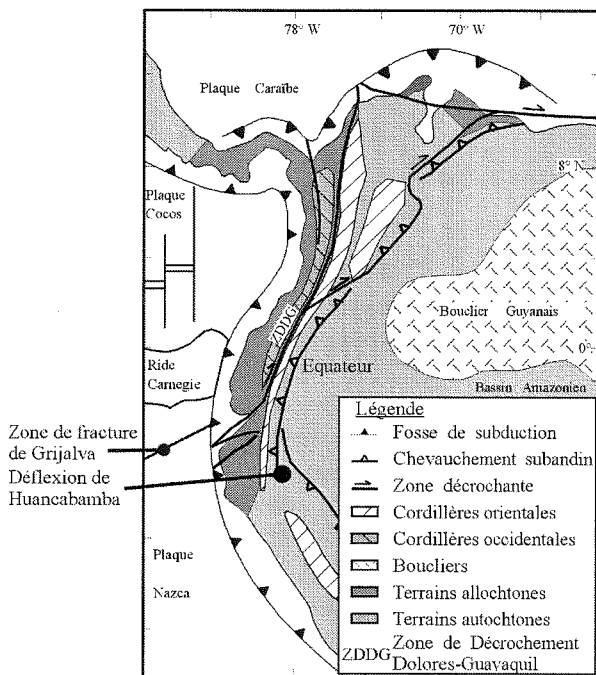 78° W
70° W
Plaque Caraïbe
8° N
Plaque
Cocos
Bouclier Guyanais
ZDDG
0°
Ride
Carnegie
Equateur
Bassin Amazonien
Zone de fracture
de Grijalva
Déflexion de
Huancabamba
Plaque
Nazca
Légende
Fosse de subduction
Chevauchement subandin
Zone décrochante
Cordillères orientales
Cordillères occidentales
Boucliers
Terrains allochtones
Terrains autochtones
ZDDG Zone de Décrochement
Dolores-Guayaquil